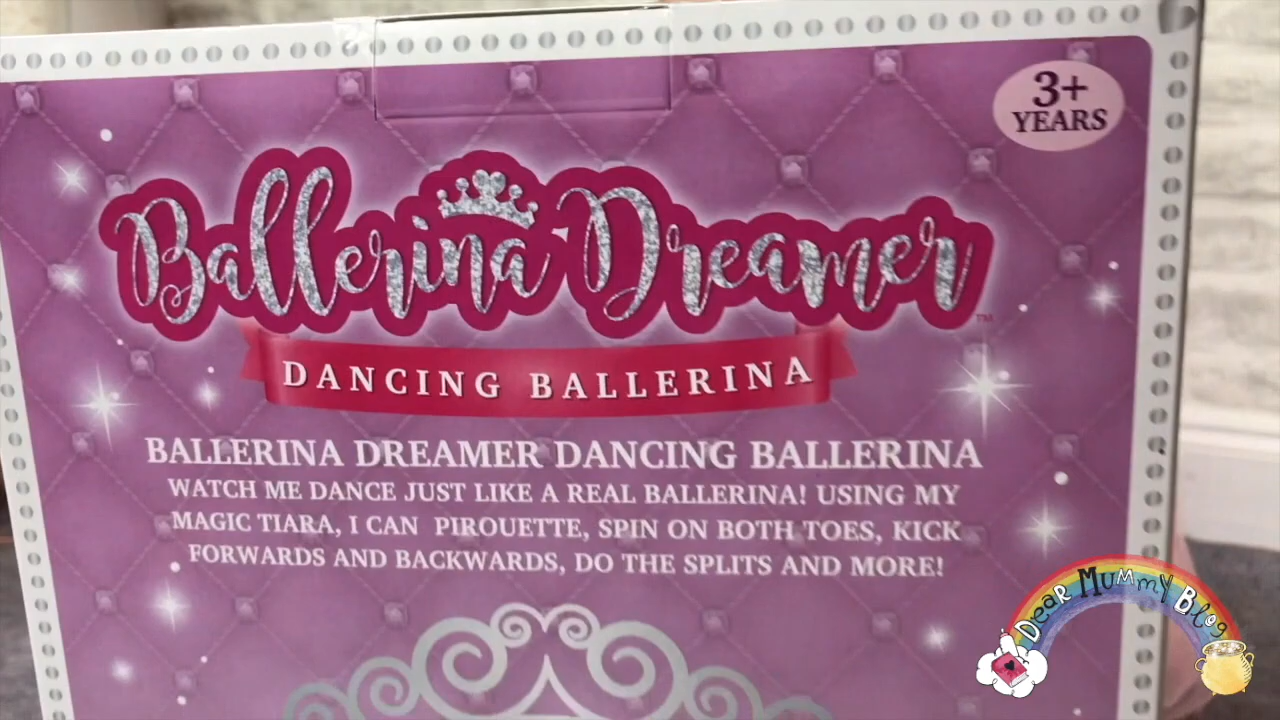 3+
YEARS
Ballerina Dreamer™
DANCING BALLERINA
BALLERINA DREAMER DANCING BALLERINA
WATCH ME DANCE JUST LIKE A REAL BALLERINA! USING MY
MAGIC TIARA, I CAN PIROUETTE, SPIN ON BOTH TOES, KICK
FORWARDS AND BACKWARDS, DO THE SPLITS AND MORE!
DEAR MUMMY BLOG